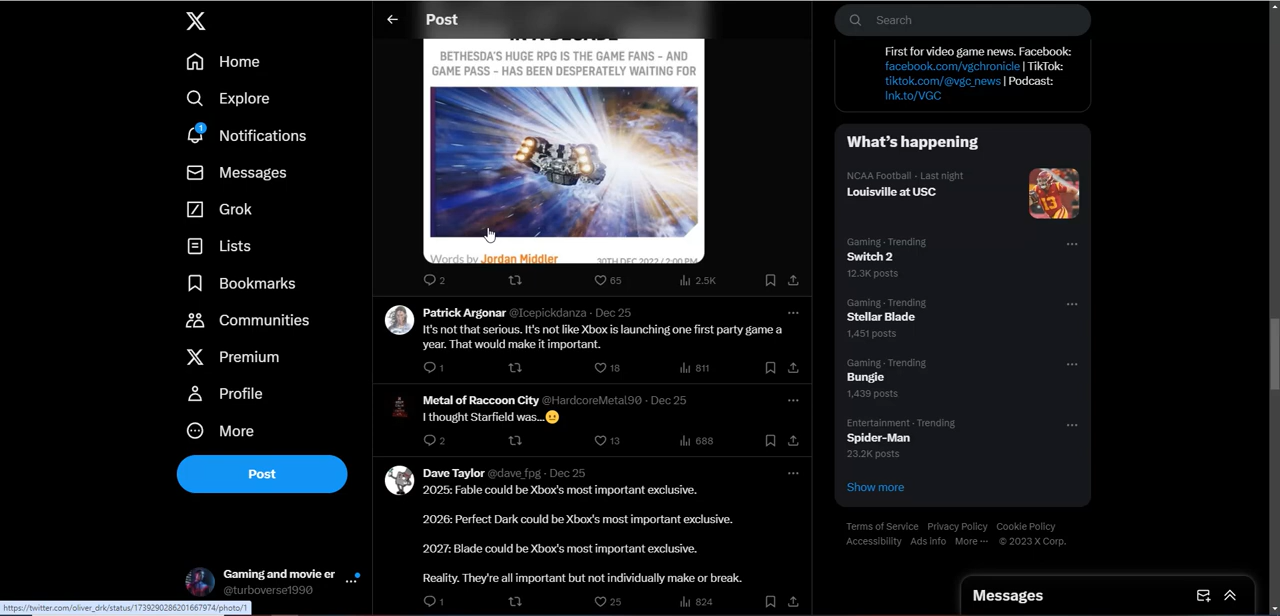 Post
Search
Home
Explore
1
Notifications
Messages
Grok
Lists
Bookmarks
Communities
Premium
Profile
More
Post
Gaming and movie er
@turboverse1990
https://twitter.com/oliver_drk/status/1739290286201667974/photo/1
IN A DECADE
BETHESDA'S HUGE RPG IS THE GAME FANS - AND
GAME PASS - HAS BEEN DESPERATELY WAITING FOR
Words by Jordan Middler
30TH DEC 2022 / 2:00 PM
2
65
2.5K
Patrick Argonar @Icepickdanza · Dec 25
It's not that serious. It's not like Xbox is launching one first party game a
year. That would make it important.
1
18
811
Metal of Raccoon City @HardcoreMetal90 · Dec 25
I thought Starfield was...😐
2
13
688
Dave Taylor @dave_fpg · Dec 25
2025: Fable could be Xbox's most important exclusive.
2026: Perfect Dark could be Xbox's most important exclusive.
2027: Blade could be Xbox's most important exclusive.
Reality. They're all important but not individually make or break.
1
25
824
First for video game news. Facebook:
facebook.com/vgchronicle | TikTok:
tiktok.com/@vgc_news | Podcast:
lnk.to/VGC
What's happening
NCAA Football · Last night
Louisville at USC
13
Gaming · Trending
Switch 2
12.3K posts
Gaming · Trending
Stellar Blade
1,451 posts
Gaming · Trending
Bungie
1,439 posts
Entertainment · Trending
Spider-Man
23.2K posts
Show more
Terms of Service Privacy Policy Cookie Policy
Accessibility Ads info More ··· © 2023 X Corp.
Messages